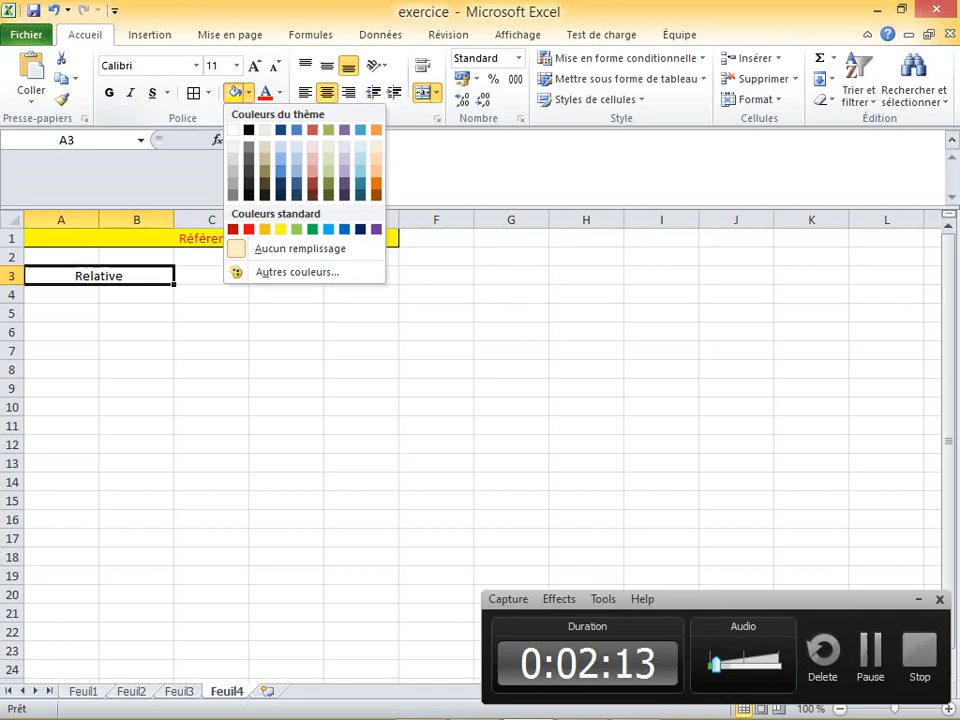 exercice - Microsoft Excel
Fichier Accueil Insertion Mise en page Formules Données Révision Affichage Test de charge Équipe
Coller
Presse-papiers
Calibri 11
G I S
A
Police
Standard
% 000
Nombre
Mise en forme conditionnelle
Mettre sous forme de tableau
Styles de cellules
Style
Insérer
Supprimer
Format
Cellules
Σ
Trier et filtrer
Rechercher et sélectionner
Édition
Couleurs du thème
Couleurs standard
Aucun remplissage
Autres couleurs...
A3
A B C F G H I J K L
1 Référen
2
3 Relative
4
5
6
7
8
9
10
11
12
13
14
15
16
17
18
19
20
21
22
23
24
Capture Effects Tools Help
Duration
0:02:13
Audio
Delete Pause Stop
Feuil1 Feuil2 Feuil3 Feuil4
Prêt
100 %